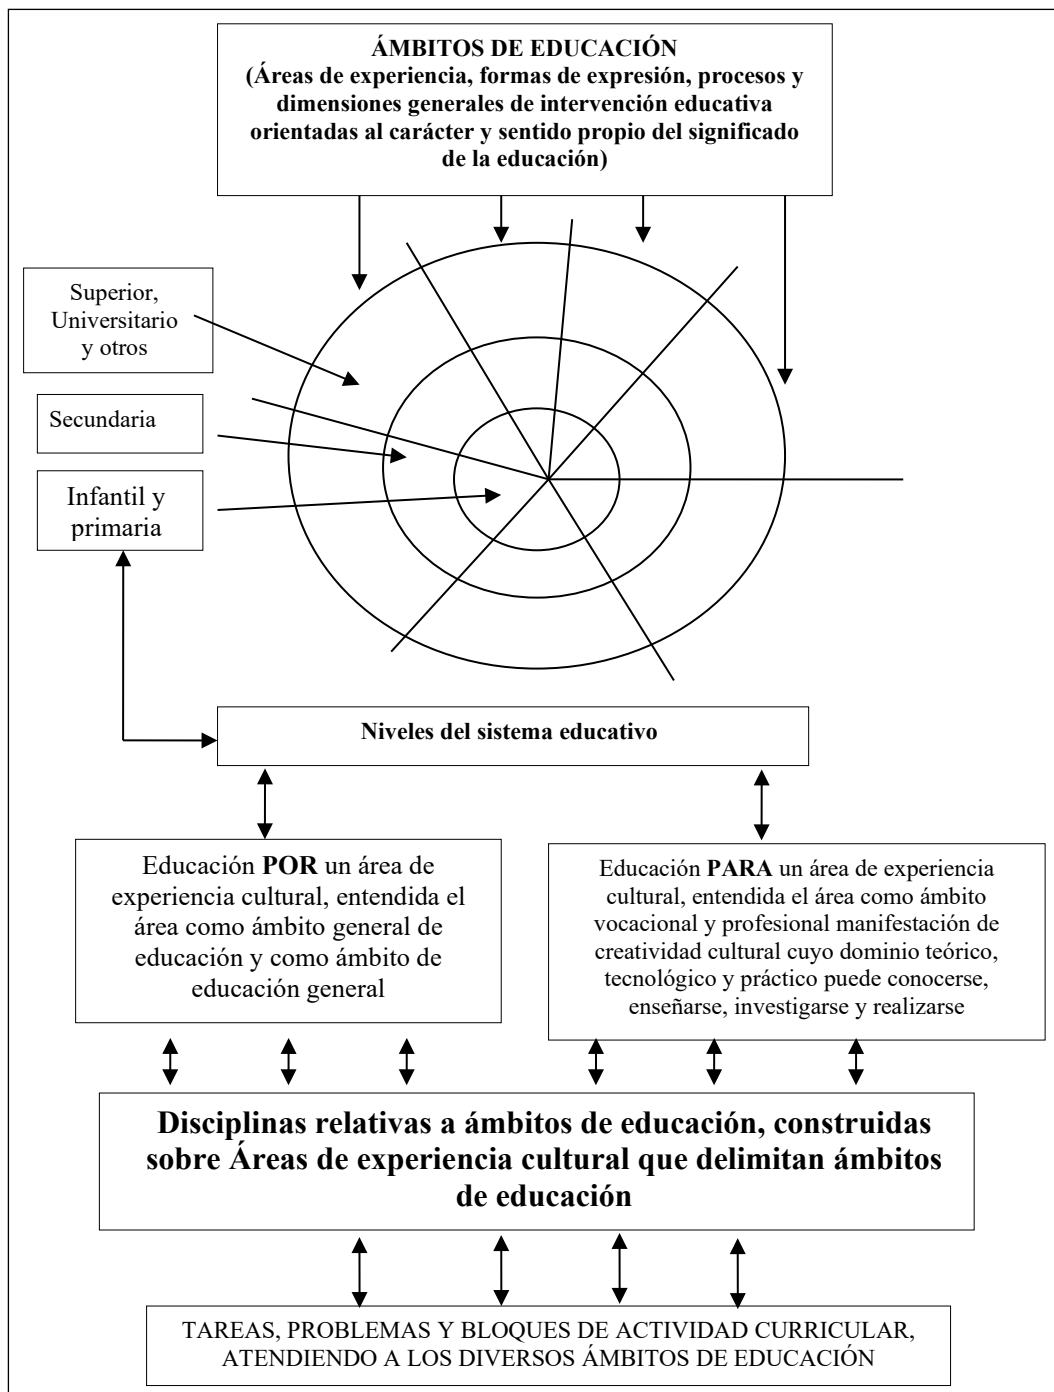 ÁMBITOS DE EDUCACIÓN
(Áreas de experiencia, formas de expresión, procesos y
dimensiones generales de intervención educativa
orientadas al carácter y sentido propio del significado
de la educación)
Superior,
Universitario
y otros
Secundaria
Infantil y
primaria
Niveles del sistema educativo
Educación POR un área de
experiencia cultural, entendida el
área como ámbito general de
educación y como ámbito de
educación general
Educación PARA un área de experiencia
cultural, entendida el área como ámbito
vocacional y profesional manifestación de
creatividad cultural cuyo dominio teórico,
tecnológico y práctico puede conocerse,
enseñarse, investigarse y realizarse
Disciplinas relativas a ámbitos de educación, construidas
sobre Áreas de experiencia cultural que delimitan ámbitos
de educación
TAREAS, PROBLEMAS Y BLOQUES DE ACTIVIDAD CURRICULAR,
ATENDIENDO A LOS DIVERSOS ÁMBITOS DE EDUCACIÓN